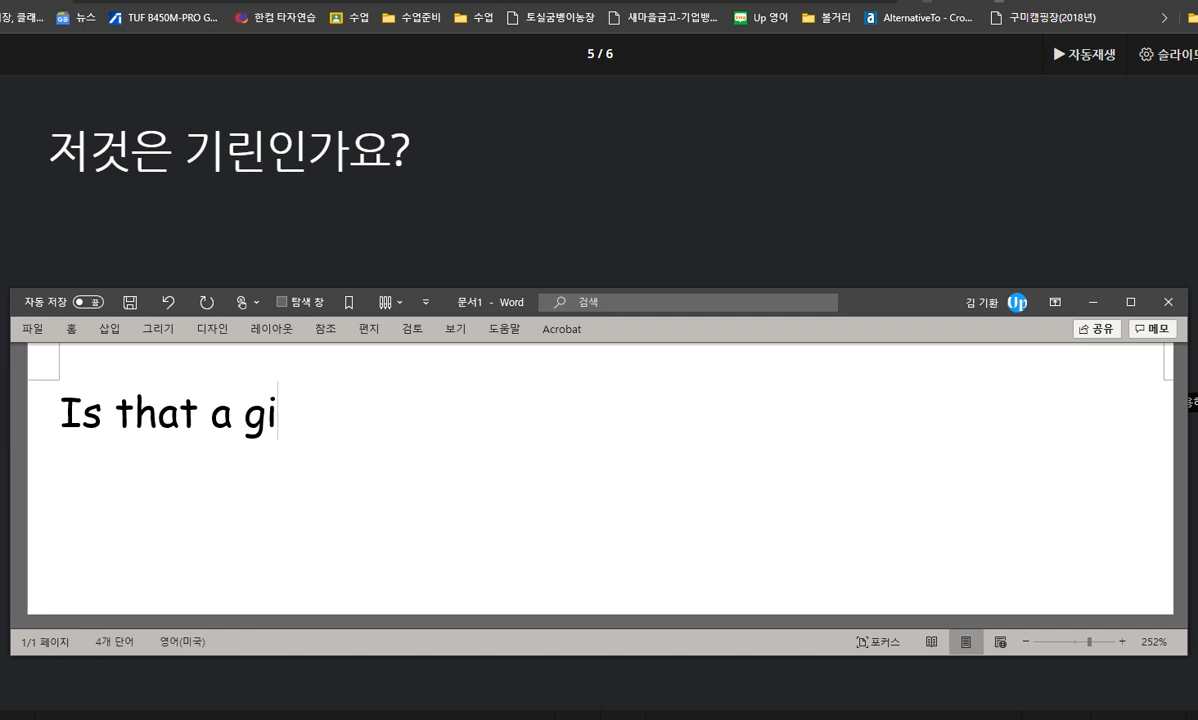 장, 클래... 뉴스 TUF B450M-PRO G... 한컴 타자연습 수업 수업준비 수업 토실굼벵이농장 새마을금고-기업뱅... Up 영어 볼거리 AlternativeTo - Cro... 구미캠핑장(2018년)
5 / 6 자동재생 슬라이드
저것은 기린인가요?
자동 저장 끔 탐색 창 문서1 - Word 검색 김 기환 Up
파일 홈 삽입 그리기 디자인 레이아웃 참조 편지 검토 보기 도움말 Acrobat 공유 메모
Is that a gi
1/1 페이지 4개 단어 영어(미국) 포커스 252%